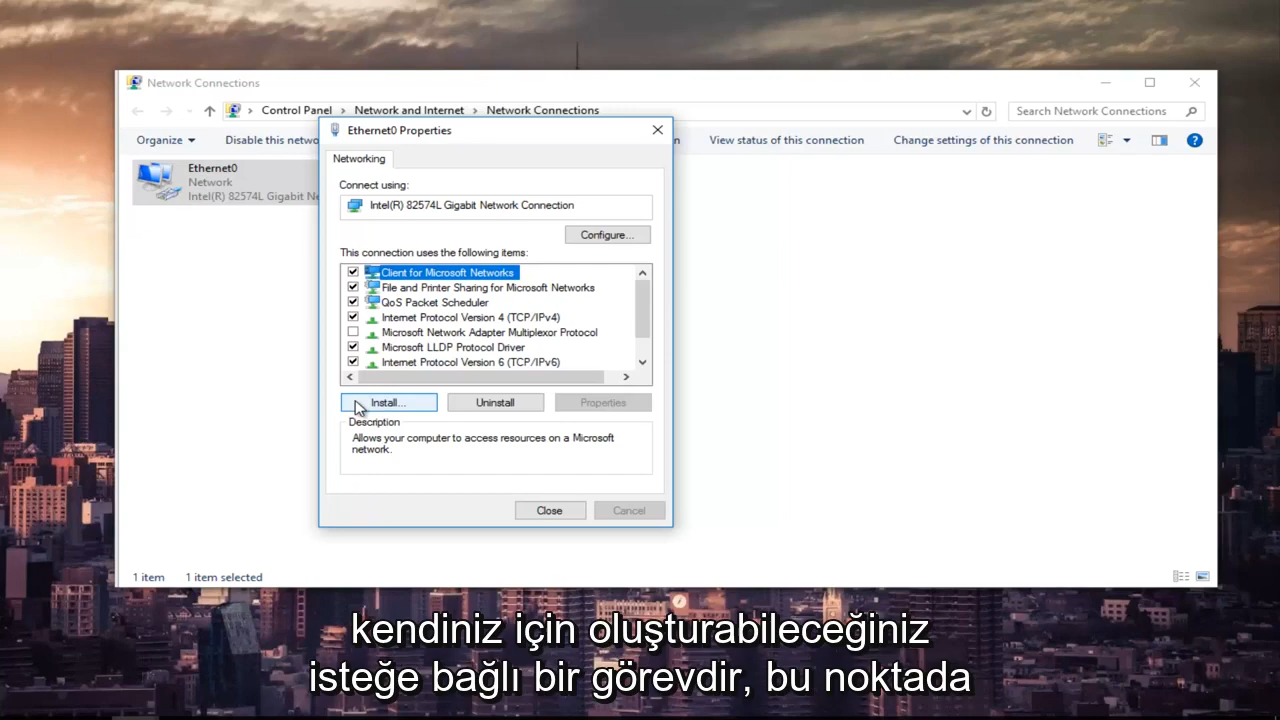 Network Connections
Control Panel > Network and Internet > Network Connections
Search Network Connections
Organize
Disable this netwo
n
View status of this connection
Change settings of this connection
Ethernet0
Network
Intel(R) 82574L Gigabit Ne
1 item
1 item selected
Ethernet0 Properties
Networking
Connect using:
Intel(R) 82574L Gigabit Network Connection
Configure...
This connection uses the following items:
Client for Microsoft Networks
File and Printer Sharing for Microsoft Networks
QoS Packet Scheduler
Internet Protocol Version 4 (TCP/IPv4)
Microsoft Network Adapter Multiplexor Protocol
Microsoft LLDP Protocol Driver
Internet Protocol Version 6 (TCP/IPv6)
Install...
Uninstall
Properties
Description
Allows your computer to access resources on a Microsoft
network.
Close
Cancel
kendiniz için oluşturabileceğiniz
isteğe bağlı bir görevdir, bu noktada